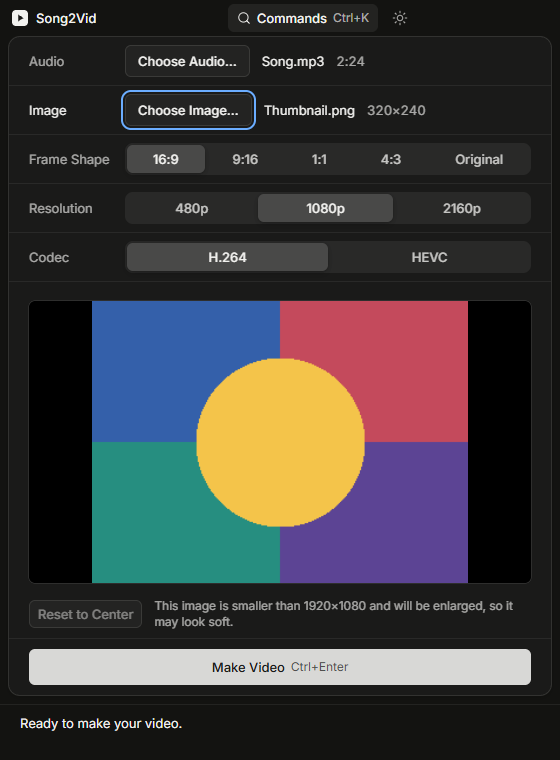 Song2Vid
Commands Ctrl+K
Audio Choose Audio... Song.mp3 2:24
Image Choose Image... Thumbnail.png 320×240
Frame Shape 16:9 9:16 1:1 4:3 Original
Resolution 480p 1080p 2160p
Codec H.264 HEVC
Reset to Center
This image is smaller than 1920×1080 and will be enlarged, so it
may look soft.
Make Video Ctrl+Enter
Ready to make your video.